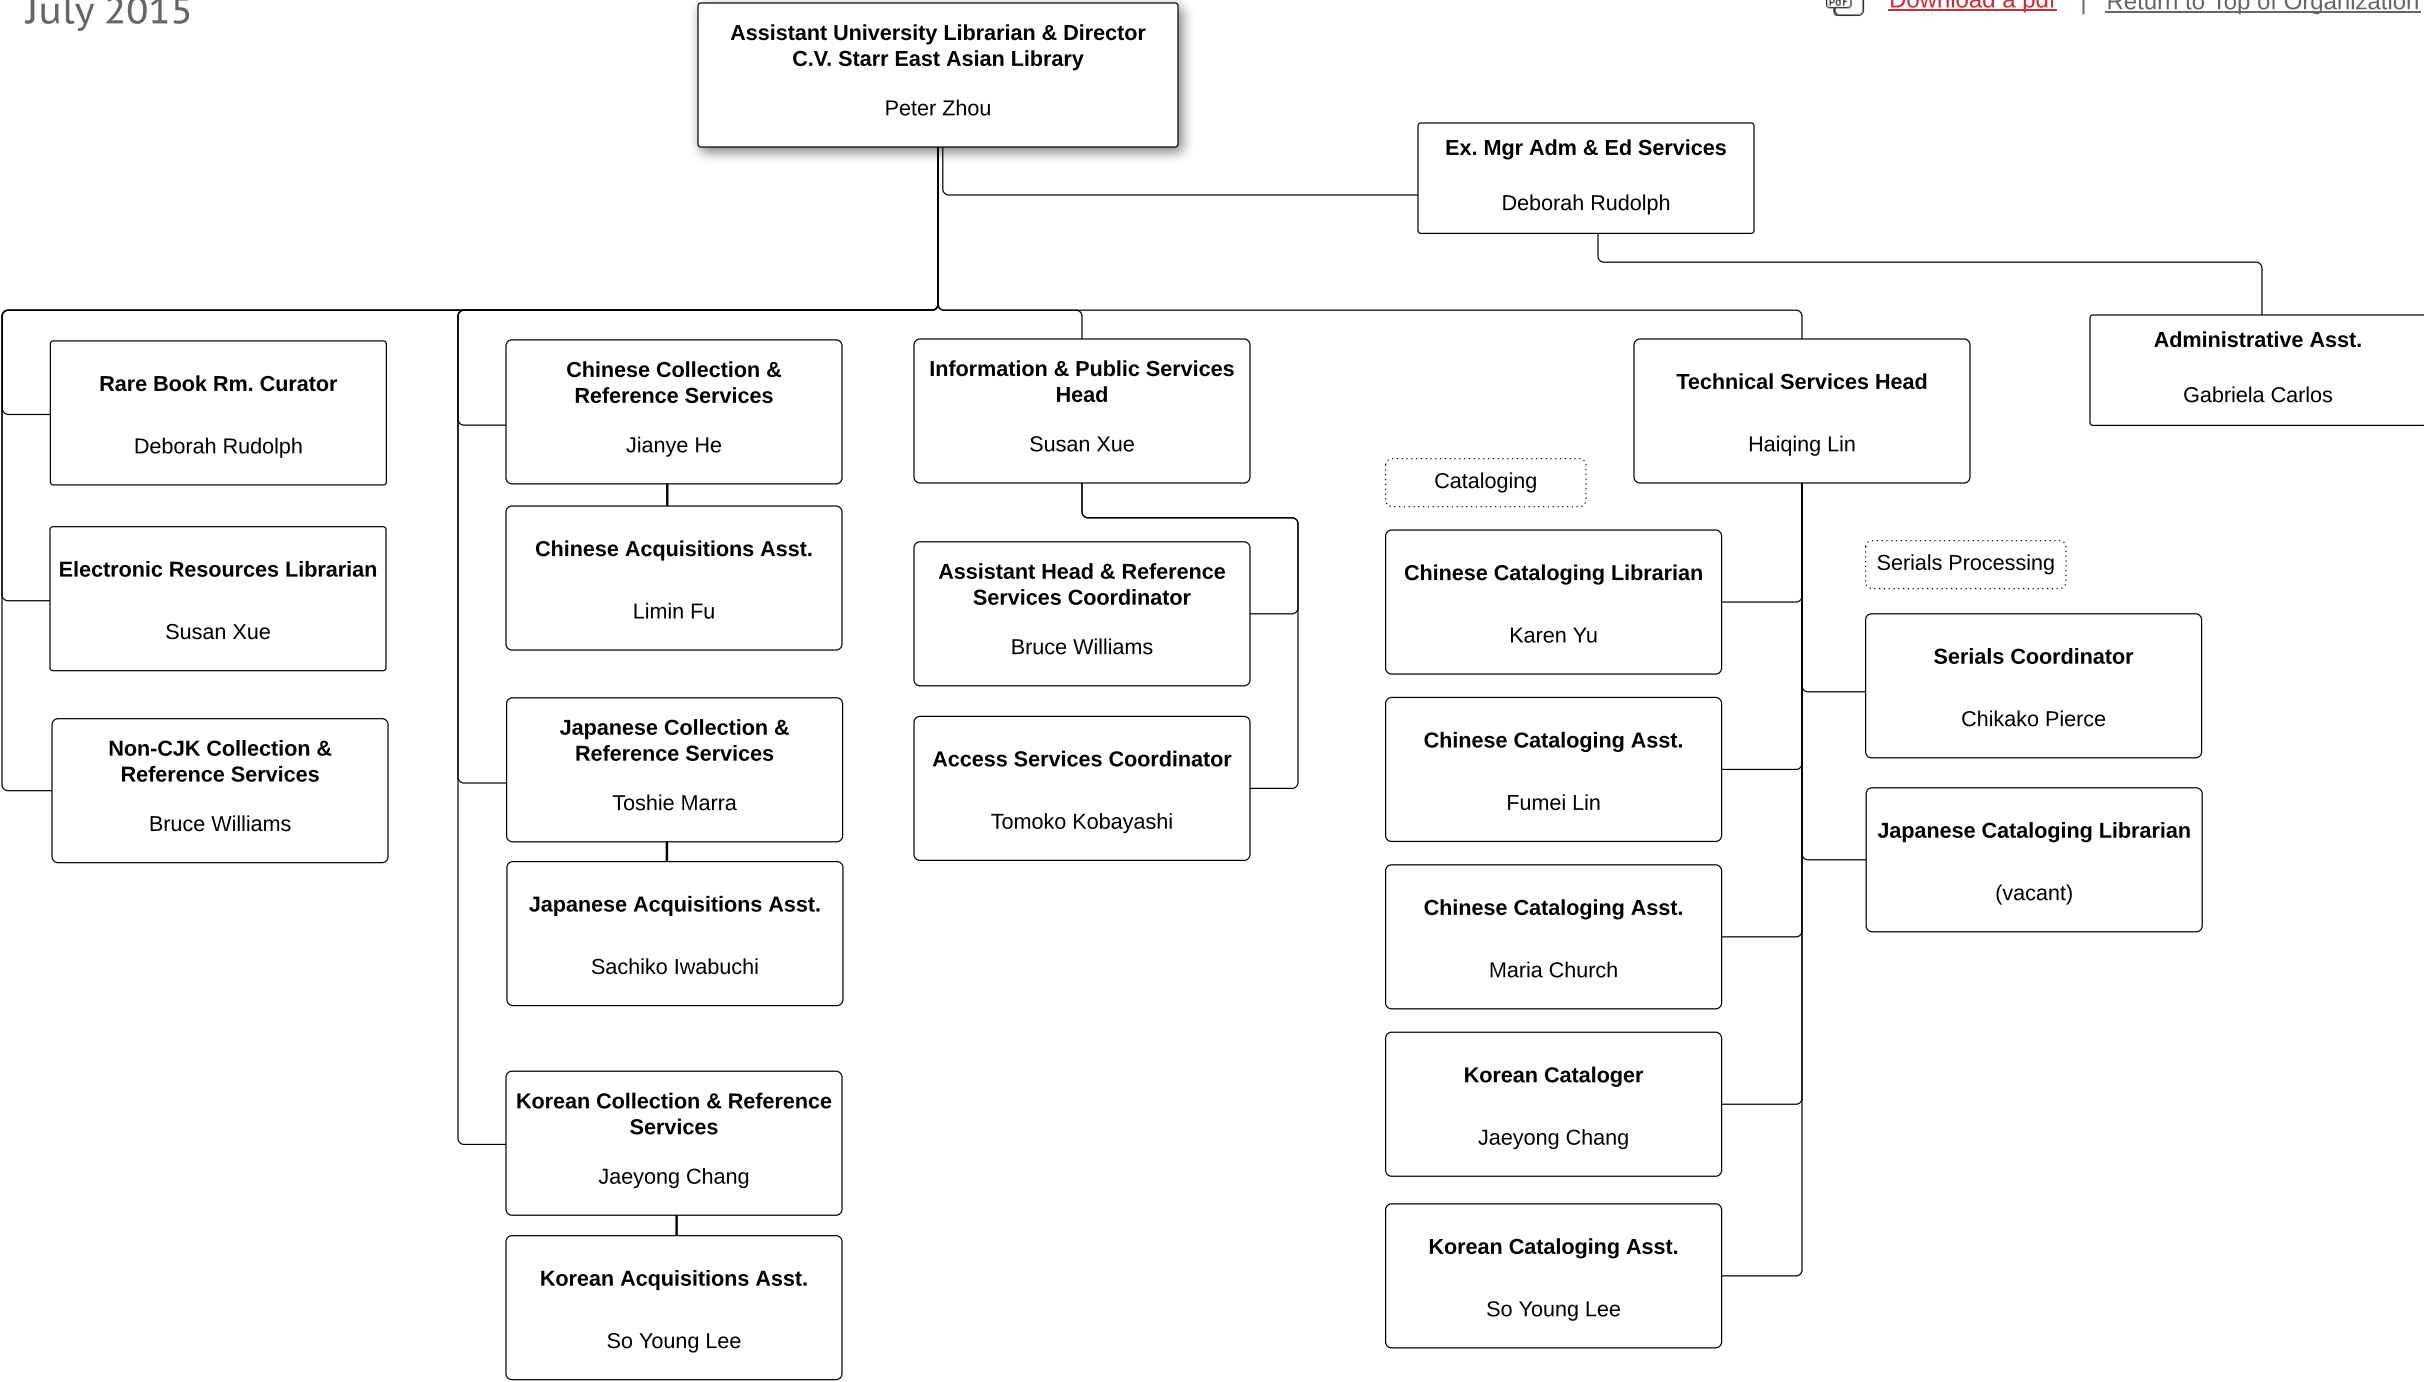 July 2015
Download a pdf | Return to Top of Organization
Assistant University Librarian & Director
C.V. Starr East Asian Library
Peter Zhou
Ex. Mgr Adm & Ed Services
Deborah Rudolph
Administrative Asst.
Gabriela Carlos
Rare Book Rm. Curator
Deborah Rudolph
Electronic Resources Librarian
Susan Xue
Non-CJK Collection &
Reference Services
Bruce Williams
Chinese Collection &
Reference Services
Jianye He
Chinese Acquisitions Asst.
Limin Fu
Japanese Collection &
Reference Services
Toshie Marra
Japanese Acquisitions Asst.
Sachiko Iwabuchi
Korean Collection & Reference
Services
Jaeyong Chang
Korean Acquisitions Asst.
So Young Lee
Information & Public Services
Head
Susan Xue
Assistant Head & Reference
Services Coordinator
Bruce Williams
Access Services Coordinator
Tomoko Kobayashi
Technical Services Head
Haiqing Lin
Cataloging
Chinese Cataloging Librarian
Karen Yu
Chinese Cataloging Asst.
Fumei Lin
Chinese Cataloging Asst.
Maria Church
Korean Cataloger
Jaeyong Chang
Korean Cataloging Asst.
So Young Lee
Serials Processing
Serials Coordinator
Chikako Pierce
Japanese Cataloging Librarian
(vacant)